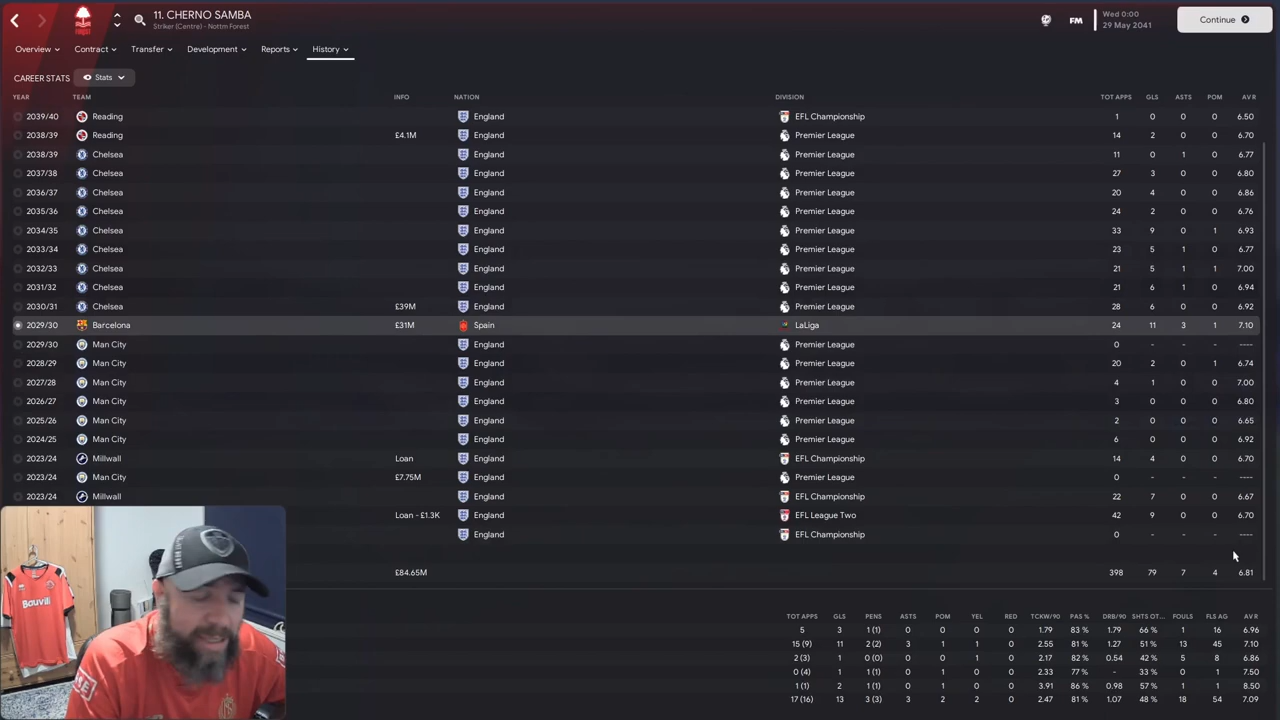 11. CHERNO SAMBA
Striker (Centre) - Nottm Forest
FM
Wed 0:00
29 May 2041
Continue
Overview Contract Transfer Development Reports History
CAREER STATS Stats
YEAR TEAM INFO NATION DIVISION TOT APPS GLS ASTS POM AVR
2039/40 Reading England EFL Championship 1 0 0 0 6.50
2038/39 Reading £4.1M England Premier League 14 2 0 0 6.70
2038/39 Chelsea England Premier League 11 0 1 0 6.77
2037/38 Chelsea England Premier League 27 3 0 0 6.80
2036/37 Chelsea England Premier League 20 4 0 0 6.86
2035/36 Chelsea England Premier League 24 2 0 0 6.76
2034/35 Chelsea England Premier League 33 9 0 1 6.93
2033/34 Chelsea England Premier League 23 5 1 0 6.77
2032/33 Chelsea England Premier League 21 5 1 1 7.00
2031/32 Chelsea England Premier League 21 6 1 0 6.94
2030/31 Chelsea £39M England Premier League 28 6 0 0 6.92
2029/30 Barcelona £31M Spain LaLiga 24 11 3 1 7.10
2029/30 Man City England Premier League 0 - - - ----
2028/29 Man City England Premier League 20 2 0 1 6.74
2027/28 Man City England Premier League 4 1 0 0 7.00
2026/27 Man City England Premier League 3 0 0 0 6.80
2025/26 Man City England Premier League 2 0 0 0 6.65
2024/25 Man City England Premier League 6 0 0 0 6.92
2023/24 Millwall Loan England EFL Championship 14 4 0 0 6.70
2023/24 Man City £7.75M England Premier League 0 - - - ----
2023/24 Millwall England EFL Championship 22 7 0 0 6.67
Loan - £1.3K England EFL League Two 42 9 0 0 6.70
England EFL Championship 0 - - - ----
£84.65M 398 79 7 4 6.81
TOT APPS GLS PENS ASTS POM YEL RED TCKW/90 PAS % DRB/90 SHTS OT... FOULS FLS AG AVR
5 3 1 (1) 0 0 0 0 1.79 83 % 1.79 66 % 1 16 6.96
15 (9) 11 2 (2) 3 1 1 0 2.55 81 % 1.27 51 % 13 45 7.10
2 (3) 1 0 (0) 0 0 1 0 2.17 82 % 0.54 42 % 5 8 6.86
0 (4) 1 0 1 0 0 2.33 77 % - 33 % 0 1 7.50
1 (1) 2 1 (1) 0 1 0 0 3.91 86 % 0.98 57 % 1 1 8.50
17 (16) 13 3 (3) 3 2 2 0 2.47 81 % 1.07 48 % 18 54 7.09
Bauvill